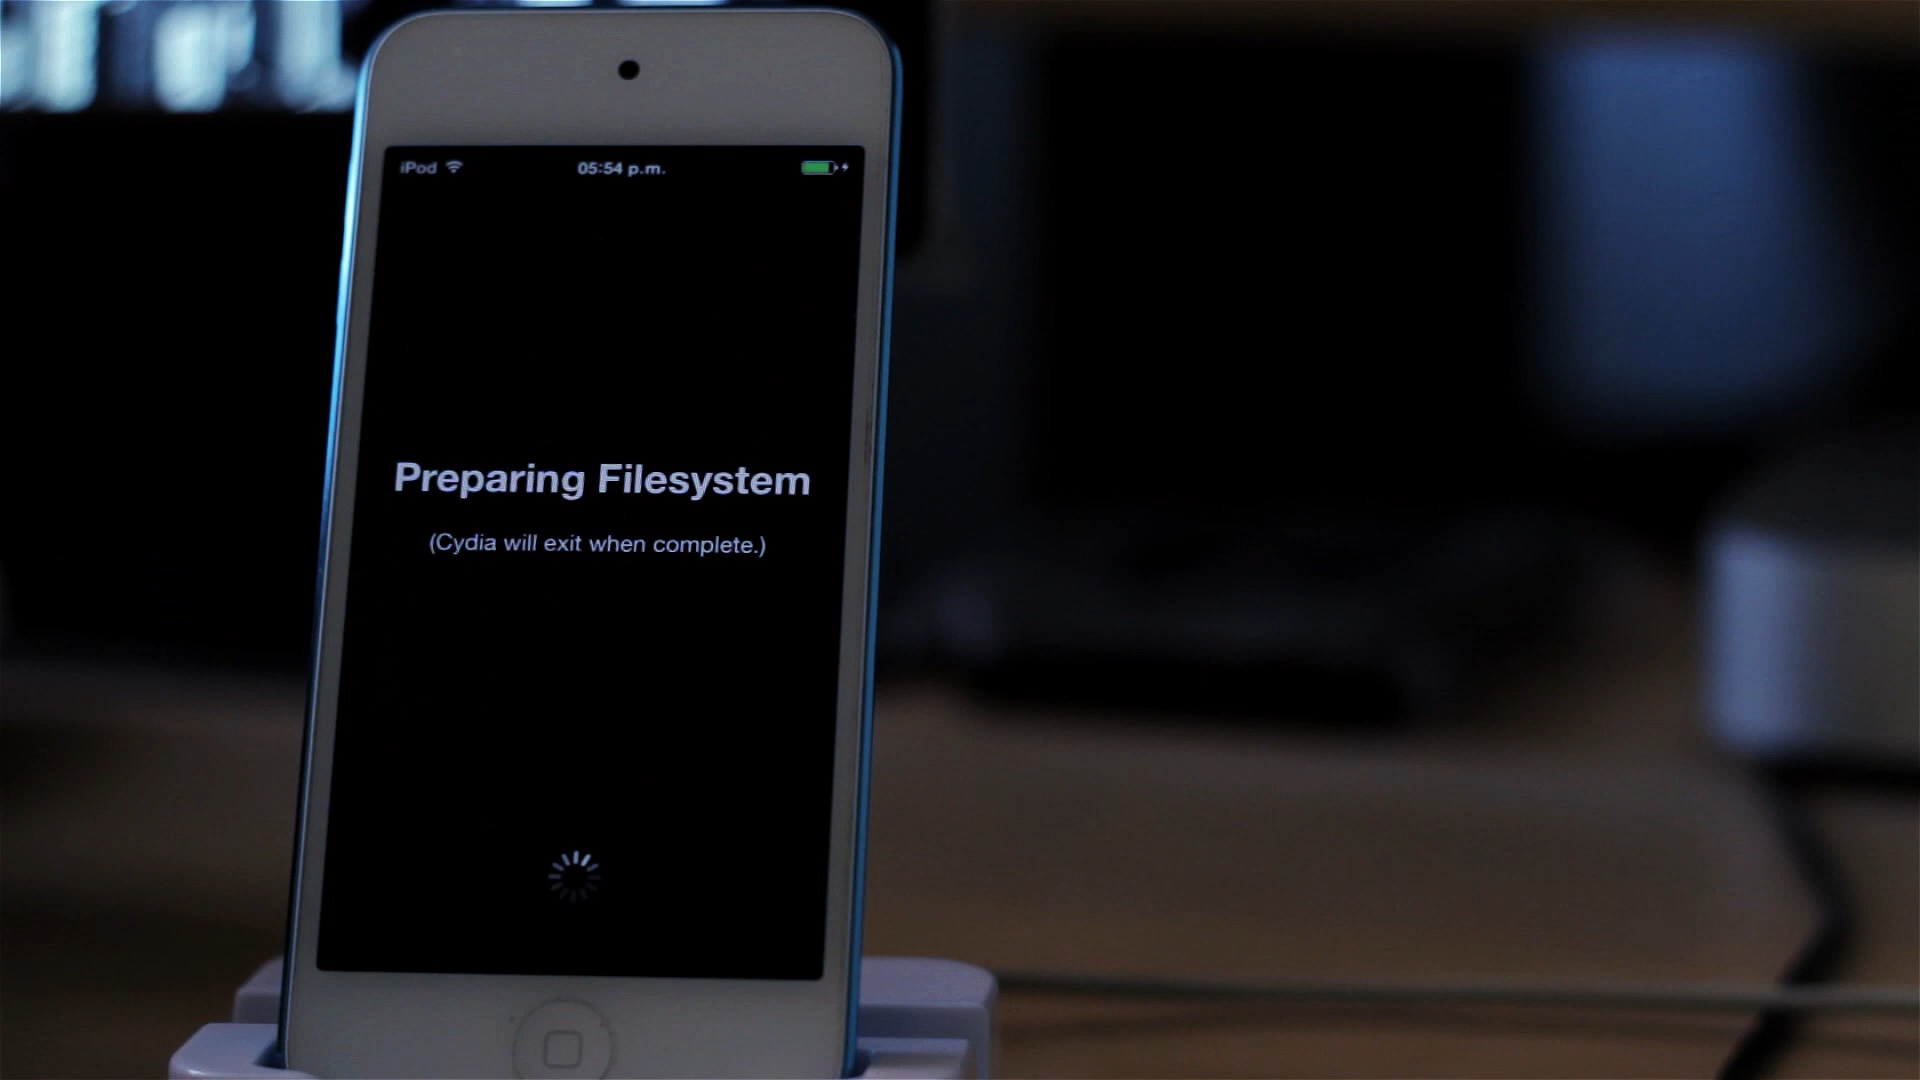 iPod 05:54 p.m.
Preparing Filesystem
(Cydia will exit when complete.)